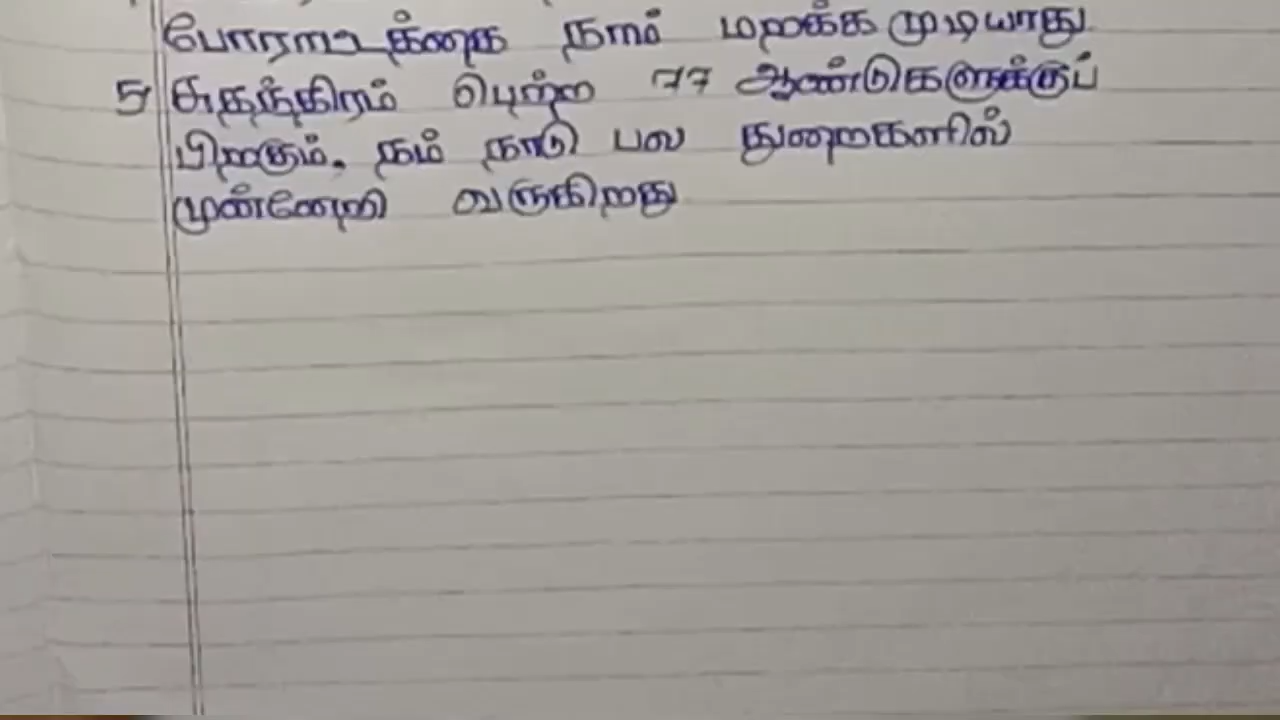 போராட்டத்தை நாம் மறக்க முடியாது
5 சுதந்திரம் பெற்ற 77 ஆண்டுகளுக்குப்
பிறகும், நம் நாடு பல துறைகளில்
முன்னேறி வருகிறது